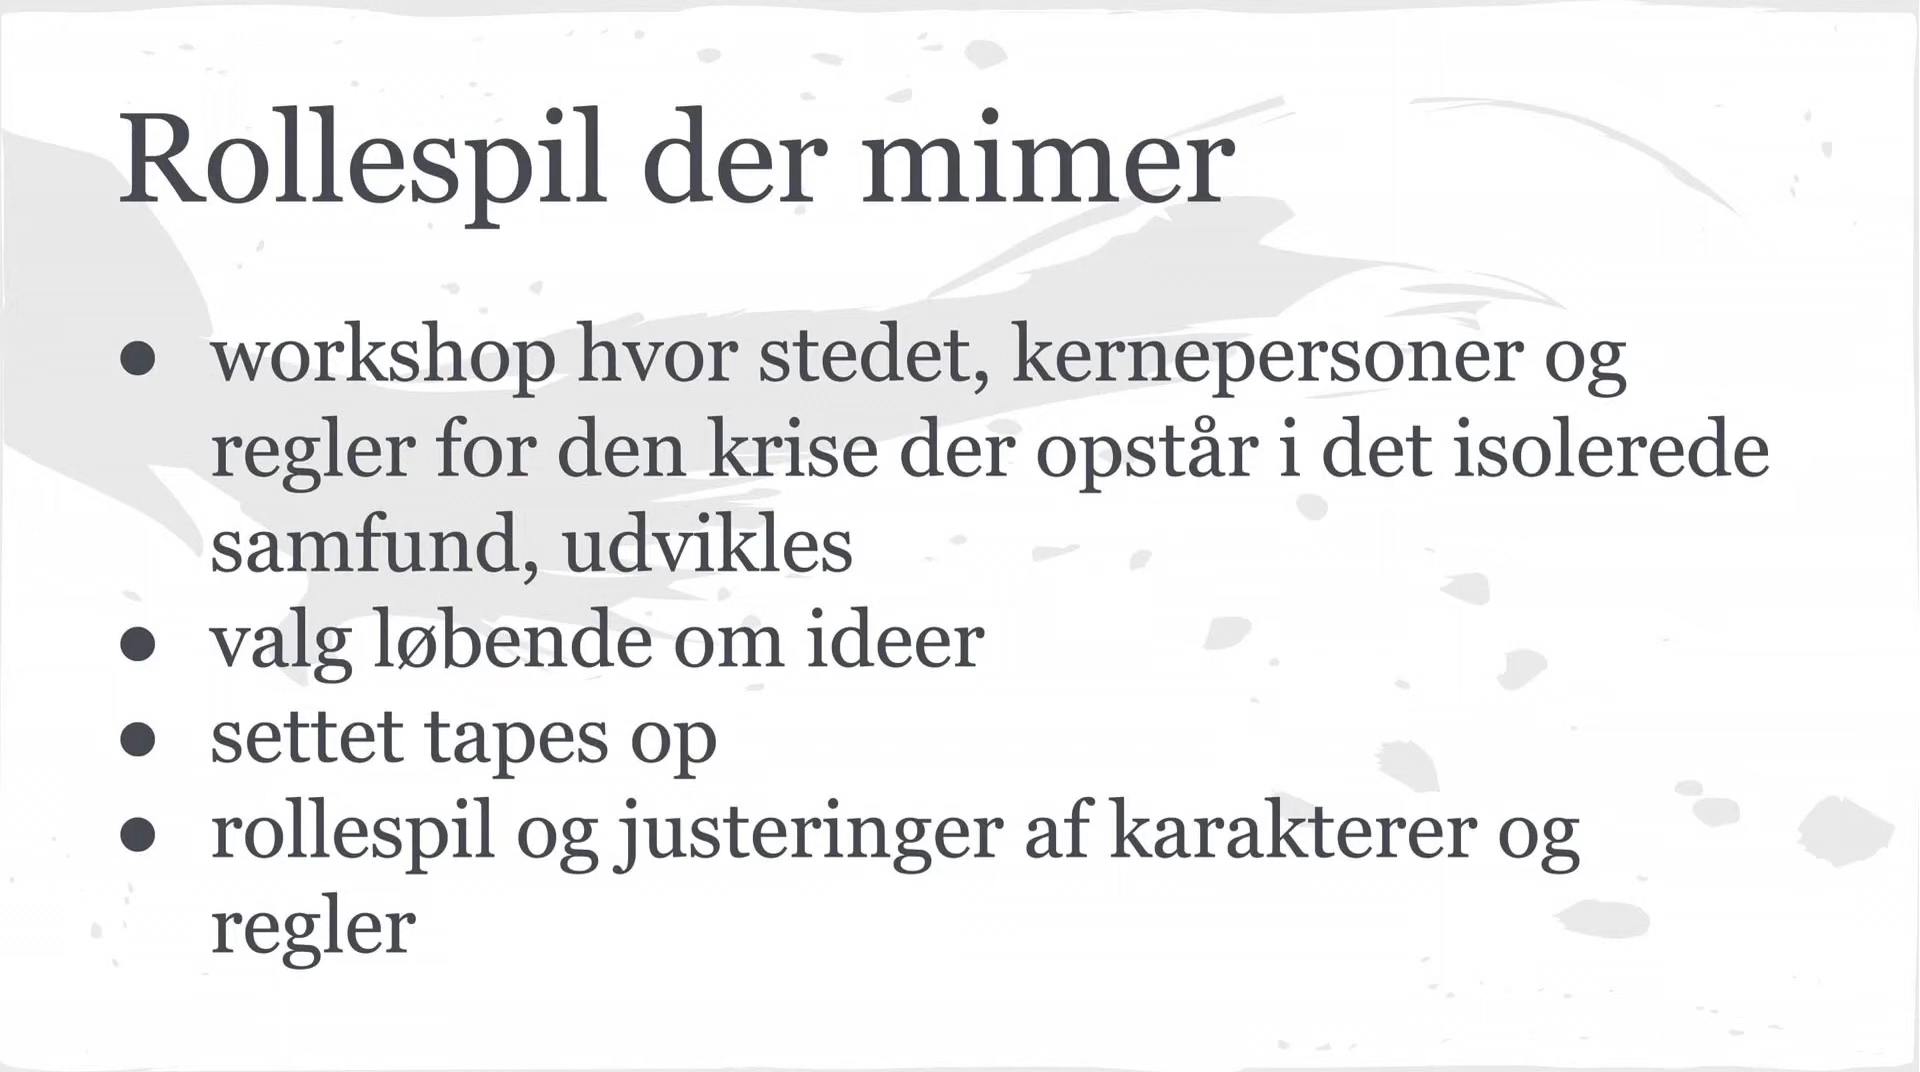 Rollespil der mimer
● workshop hvor stedet, kernepersoner og
regler for den krise der opstår i det isolerede
samfund, udvikles
● valg løbende om ideer
● settet tapes op
● rollespil og justeringer af karakterer og
regler